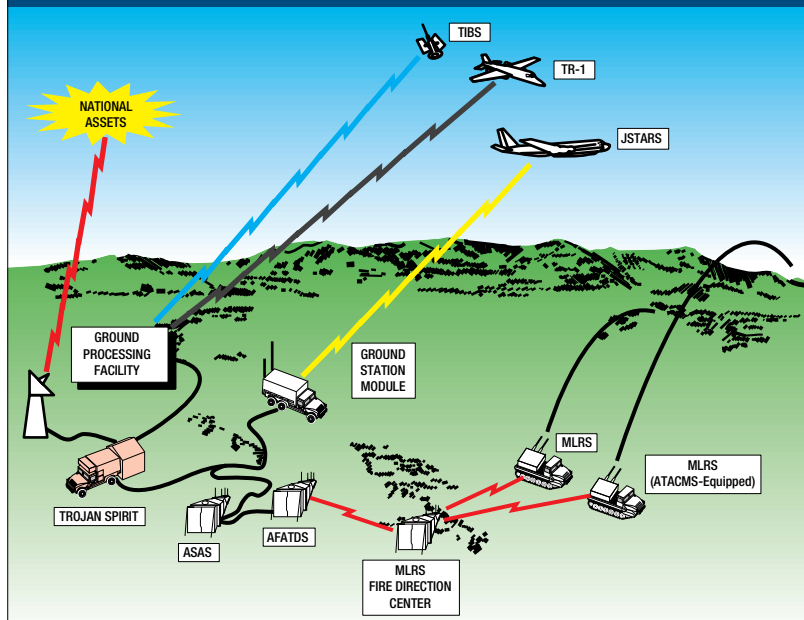 TIBS
TR-1
NATIONAL
ASSETS
JSTARS
GROUND
PROCESSING
FACILITY
GROUND
STATION
MODULE
MLRS
MLRS
(ATACMS-Equipped)
TROJAN SPIRIT
ASAS
AFATDS
MLRS
FIRE DIRECTION
CENTER